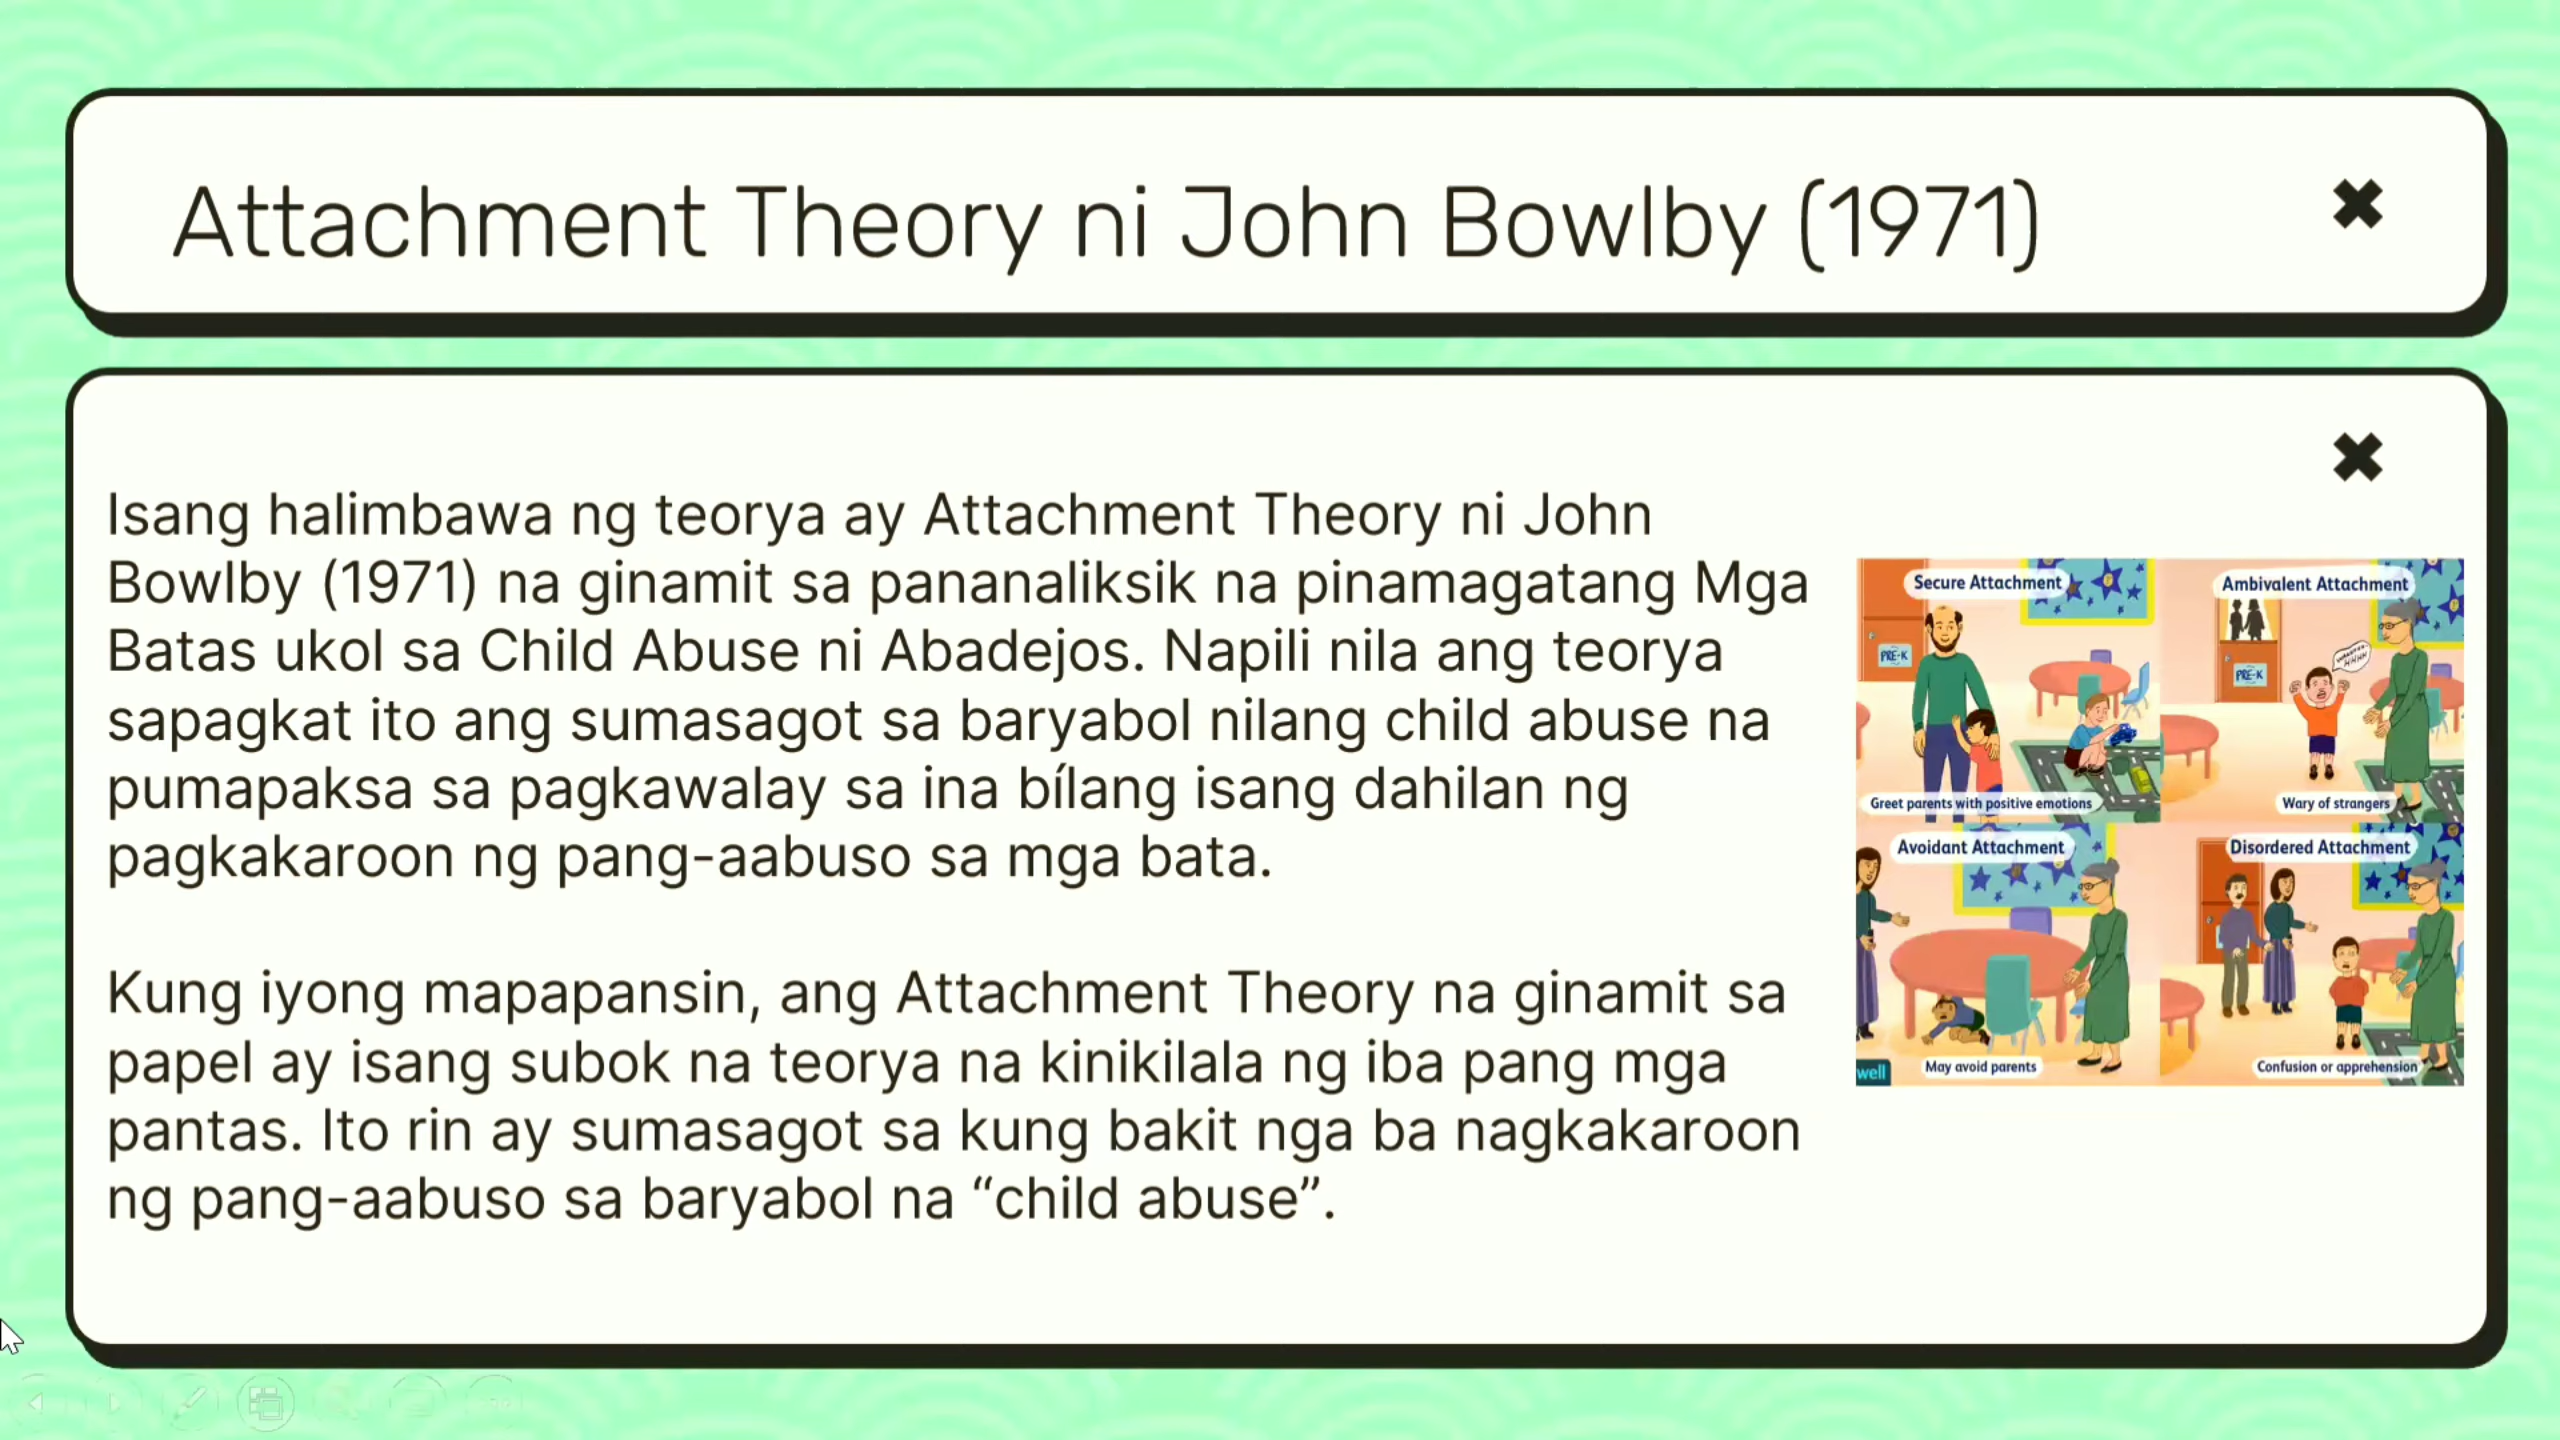 Attachment Theory ni John Bowlby (1971)
Isang halimbawa ng teorya ay Attachment Theory ni John
Bowlby (1971) na ginamit sa pananaliksik na pinamagatang Mga
Batas ukol sa Child Abuse ni Abadejos. Napili nila ang teorya
sapagkat ito ang sumasagot sa baryabol nilang child abuse na
pumapaksa sa pagkawalay sa ina bílang isang dahilan ng
pagkakaroon ng pang-aabuso sa mga bata.
Kung iyong mapapansin, ang Attachment Theory na ginamit sa
papel ay isang subok na teorya na kinikilala ng iba pang mga
pantas. Ito rin ay sumasagot sa kung bakit nga ba nagkakaroon
ng pang-aabuso sa baryabol na “child abuse”.
Secure Attachment
PRE-K
Greet parents with positive emotions
Ambivalent Attachment
PRE-K
Wary of strangers
Avoidant Attachment
May avoid parents
well
Disordered Attachment
Confusion or apprehension